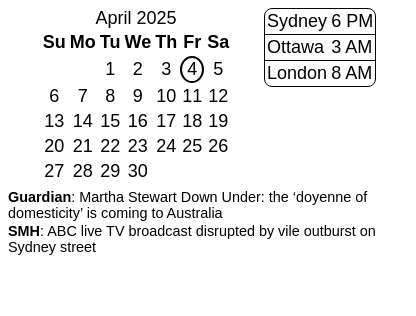 April 2025
Su Mo Tu We Th Fr Sa
1 2 3 4 5
6 7 8 9 10 11 12
13 14 15 16 17 18 19
20 21 22 23 24 25 26
27 28 29 30
Sydney 6 PM
Ottawa 3 AM
London 8 AM
Guardian: Martha Stewart Down Under: the ‘doyenne of
domesticity’ is coming to Australia
SMH: ABC live TV broadcast disrupted by vile outburst on
Sydney street